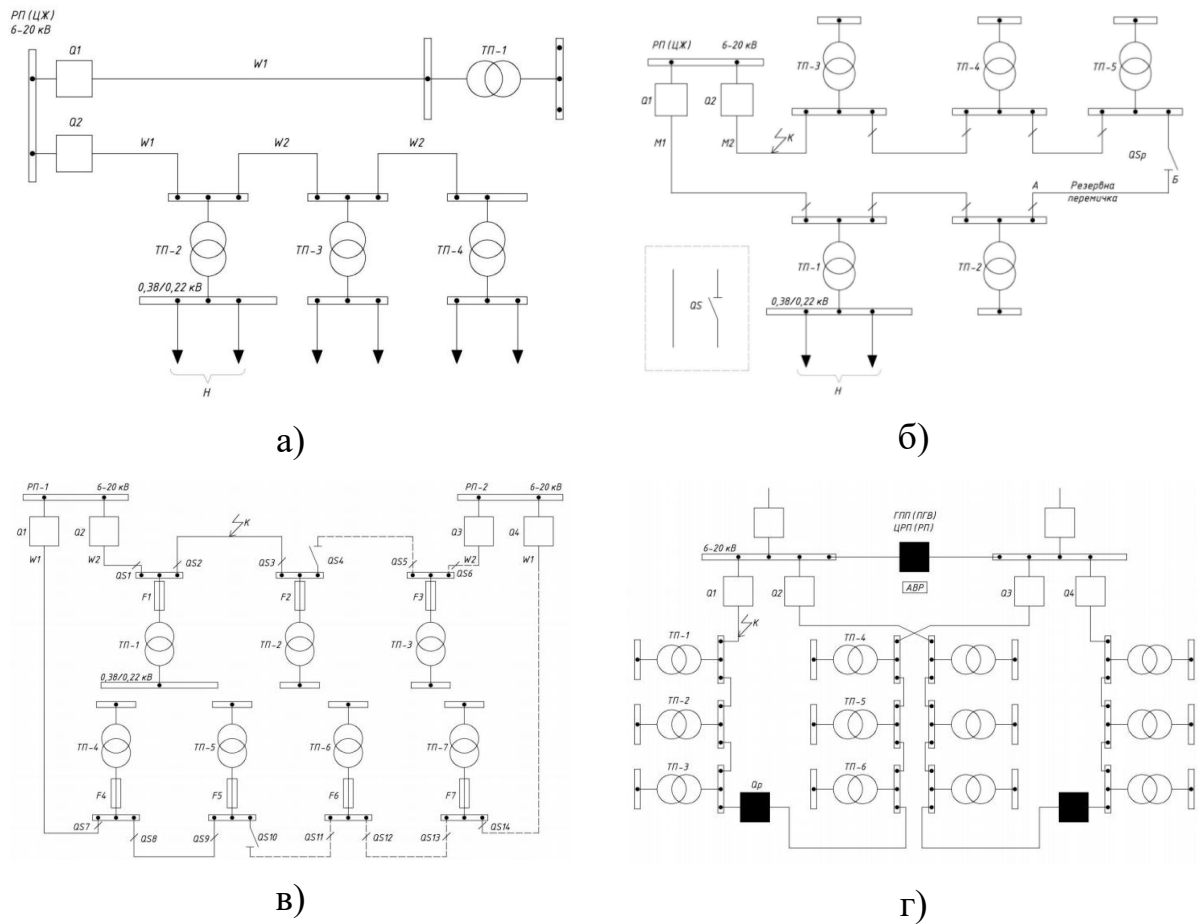 РП (ЦЖ)
6-20 кВ
Q1
W1
ТП-1
Q2
W1
W2
W2
ТП-2
ТП-3
ТП-4
0,38/0,22 кВ
Н
а)
РП (ЦЖ)
6-20 кВ
ТП-3
ТП-4
ТП-5
Q1
Q2
М1
М2
К
QSр
Б
А
Резервна
перемичка
ТП-1
ТП-2
QS
0,38/0,22 кВ
Н
б)
РП-1
6-20 кВ
РП-2
6-20 кВ
Q1
Q2
К
Q3
Q4
W1
W2
W2
W1
QS1
QS2
QS3
QS4
QS5
QS6
F1
F2
F3
ТП-1
ТП-2
ТП-3
0,38/0,22 кВ
ТП-4
ТП-5
ТП-6
ТП-7
F4
F5
F6
F7
QS7
QS8
QS9
QS10
QS11
QS12
QS13
QS14
в)
ГПП (ПГВ)
ЦРП (РП)
6-20 кВ
АВР
Q1
Q2
Q3
Q4
К
ТП-1
ТП-4
ТП-2
ТП-5
ТП-3
ТП-6
Qр
г)